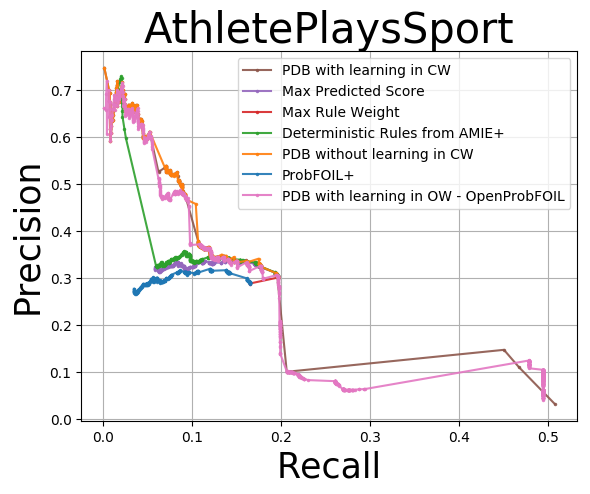 AthletePlaysSport
PDB with learning in CW
Max Predicted Score
Max Rule Weight
Deterministic Rules from AMIE+
PDB without learning in CW
ProbFOIL+
PDB with learning in OW - OpenProbFOIL
Precision
0.7
0.6
0.5
0.4
0.3
0.2
0.1
0.0
0.0 0.1 0.2 0.3 0.4 0.5
Recall